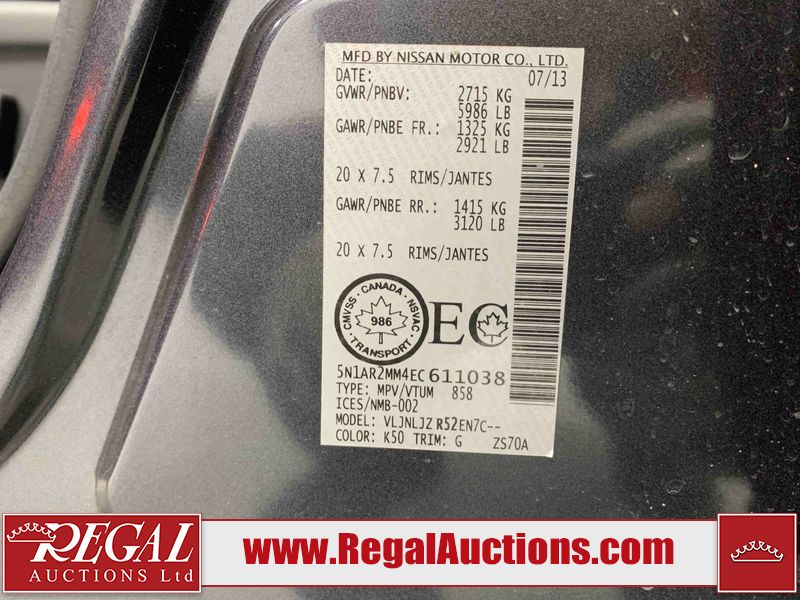 MFD BY NISSAN MOTOR CO., LTD.
DATE: 07/13
GVWR/PNBV: 2715 KG
5986 LB
GAWR/PNBE FR.: 1325 KG
2921 LB
20 X 7.5 RIMS/JANTES
GAWR/PNBE RR.: 1415 KG
3120 LB
20 X 7.5 RIMS/JANTES
CMVSS · CANADA · NSVAC
986
TRANSPORT
EC
5N1AR2MM4EC611038
TYPE: MPV/VTUM 858
ICES/NMB-002
MODEL: VLJNLJZ R52EN7C--
COLOR: K50 TRIM: G ZS70A
REGAL
AUCTIONS Ltd
www.RegalAuctions.com